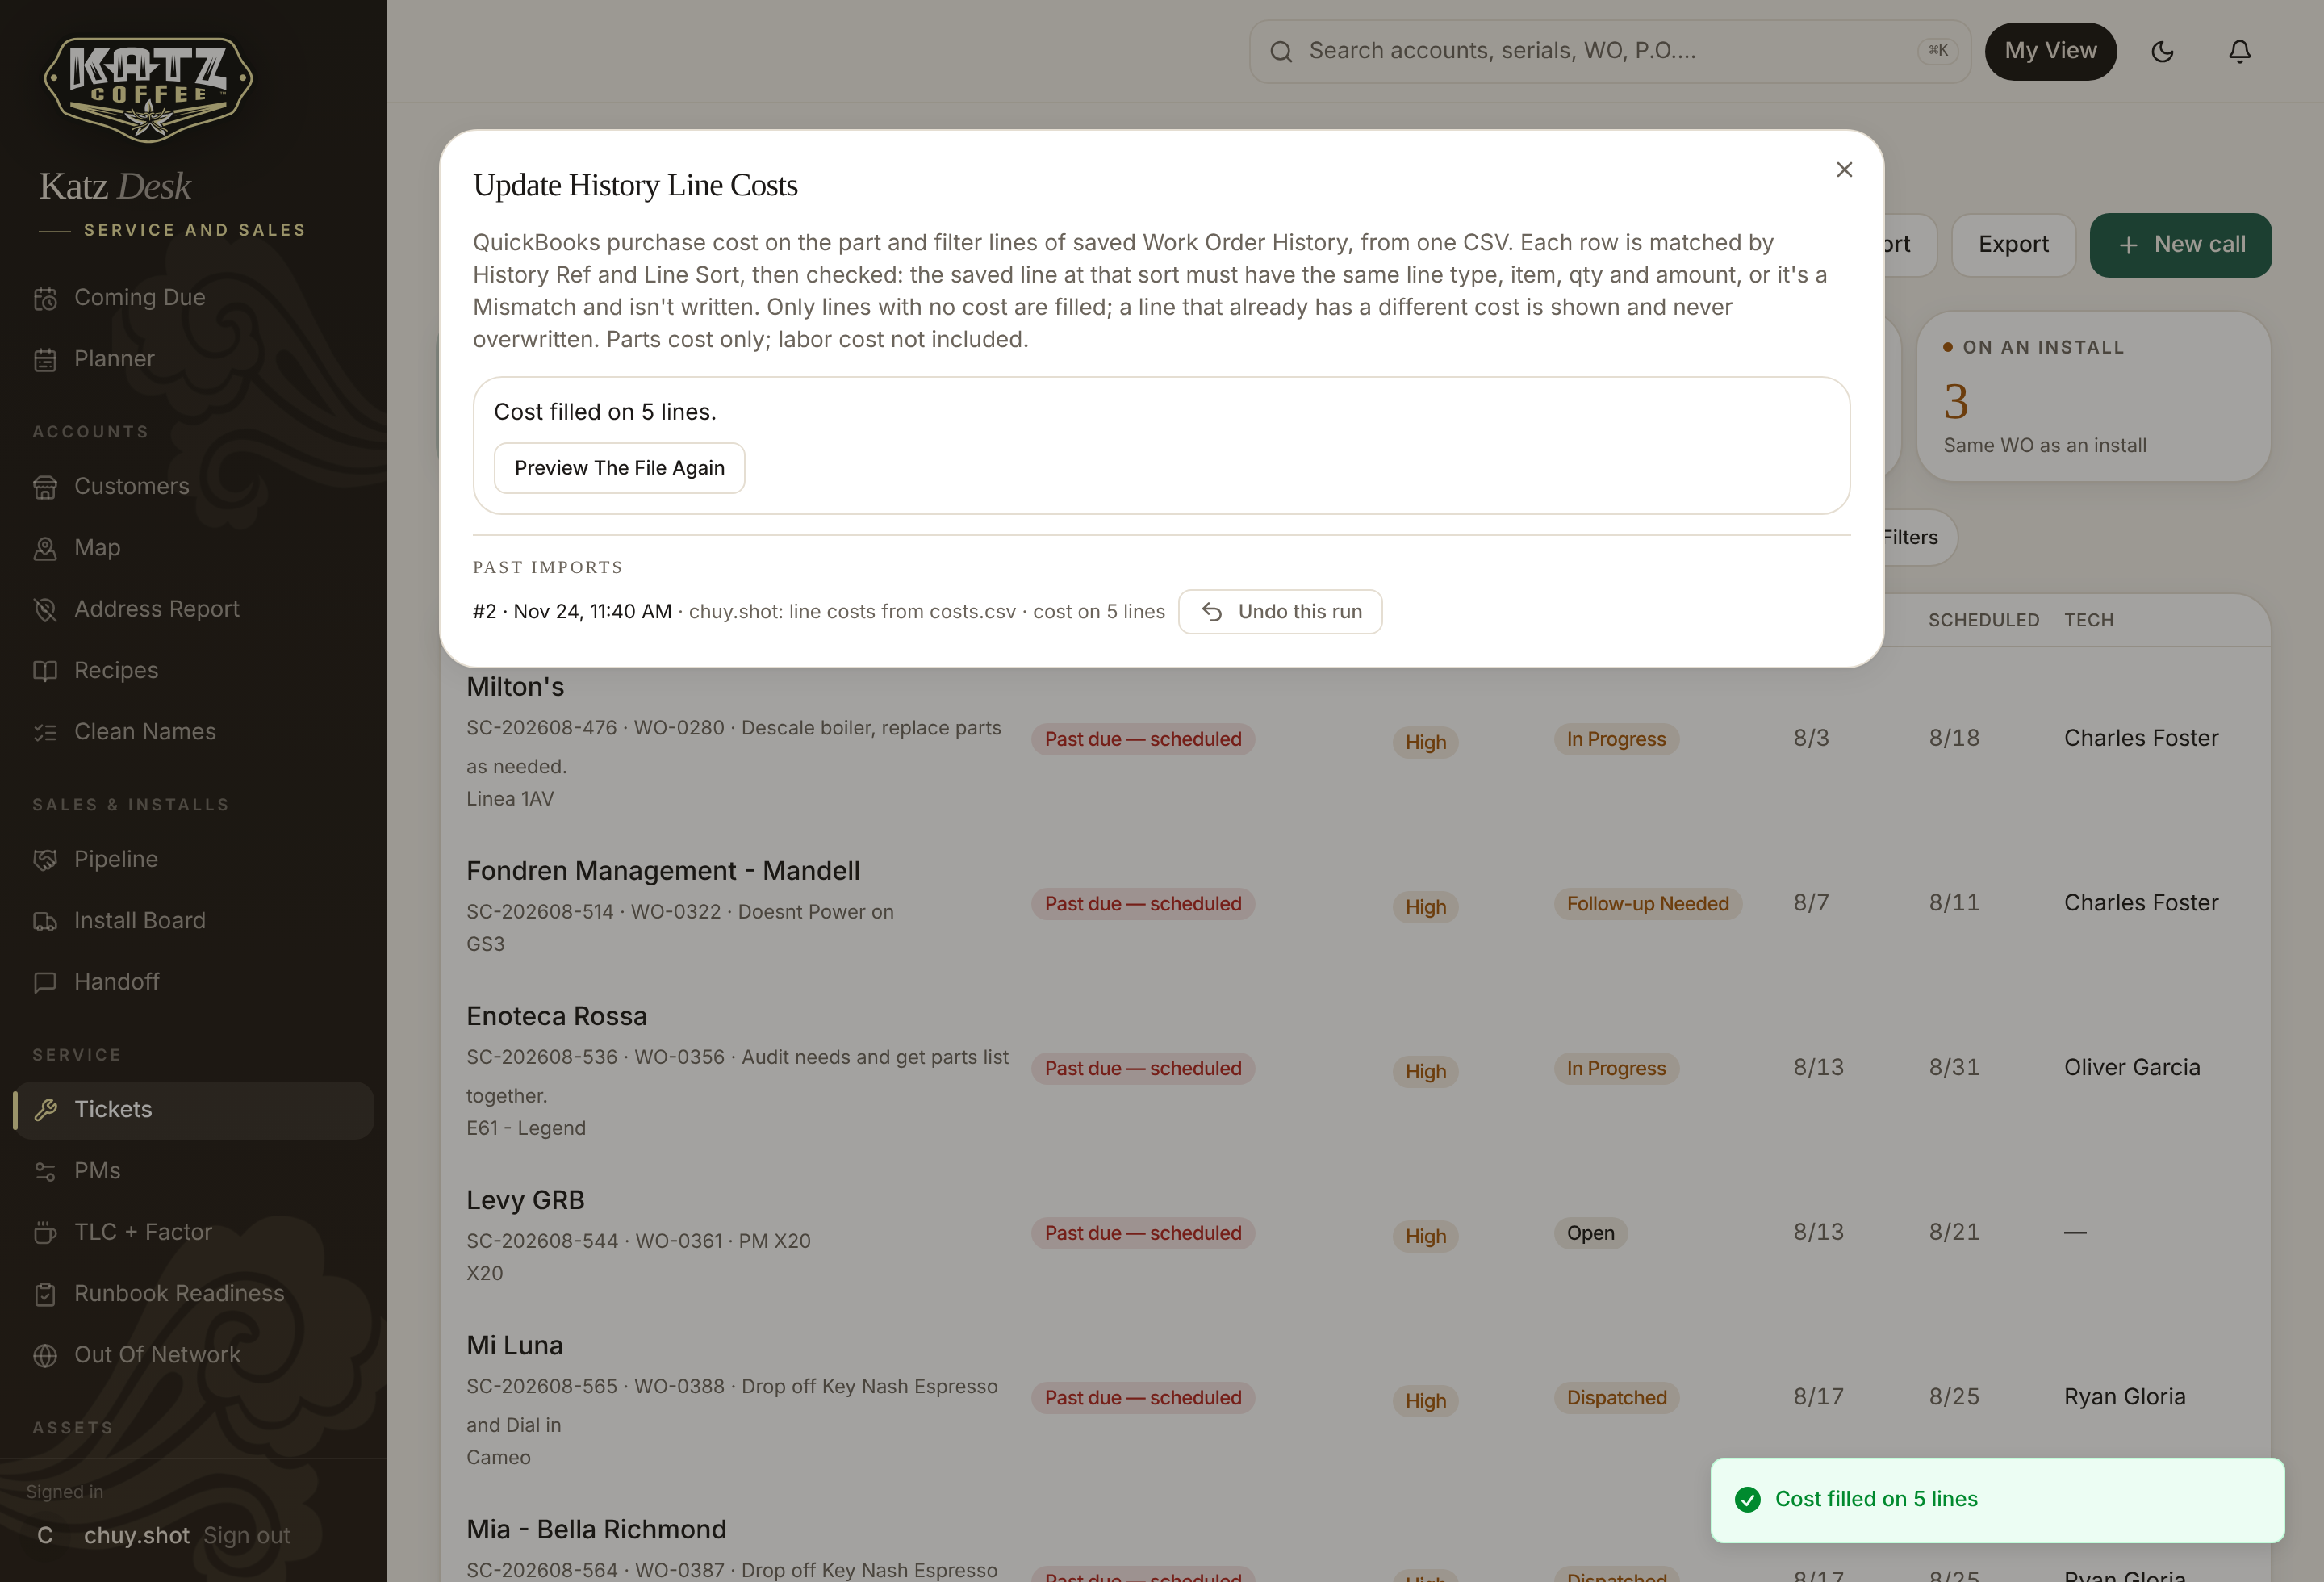 KATZ
COFFEE
Katz Desk
SERVICE AND SALES
Coming Due
Planner
ACCOUNTS
Customers
Map
Address Report
Recipes
Clean Names
SALES & INSTALLS
Pipeline
Install Board
Handoff
SERVICE
Tickets
PMs
TLC + Factor
Runbook Readiness
Out Of Network
ASSETS
Signed in
C chuy.shot Sign out
Search accounts, serials, WO, P.O.... ⌘K
My View
Export
+ New call
ON AN INSTALL
3
Same WO as an install
Filters
Update History Line Costs
QuickBooks purchase cost on the part and filter lines of saved Work Order History, from one CSV. Each row is matched by
History Ref and Line Sort, then checked: the saved line at that sort must have the same line type, item, qty and amount, or it's a
Mismatch and isn't written. Only lines with no cost are filled; a line that already has a different cost is shown and never
overwritten. Parts cost only; labor cost not included.
Cost filled on 5 lines.
Preview The File Again
PAST IMPORTS
#2 · Nov 24, 11:40 AM · chuy.shot: line costs from costs.csv · cost on 5 lines Undo this run
SCHEDULED TECH
Milton's
SC-202608-476 · WO-0280 · Descale boiler, replace parts
as needed.
Linea 1AV
Past due — scheduled High In Progress 8/3 8/18 Charles Foster
Fondren Management - Mandell
SC-202608-514 · WO-0322 · Doesnt Power on
GS3
Past due — scheduled High Follow-up Needed 8/7 8/11 Charles Foster
Enoteca Rossa
SC-202608-536 · WO-0356 · Audit needs and get parts list
together.
E61 - Legend
Past due — scheduled High In Progress 8/13 8/31 Oliver Garcia
Levy GRB
SC-202608-544 · WO-0361 · PM X20
X20
Past due — scheduled High Open 8/13 8/21 —
Mi Luna
SC-202608-565 · WO-0388 · Drop off Key Nash Espresso
and Dial in
Cameo
Past due — scheduled High Dispatched 8/17 8/25 Ryan Gloria
Mia - Bella Richmond
SC-202608-564 · WO-0387 · Drop off Key Nash Espresso
Past due — scheduled High Dispatched 8/17 8/25 Ryan Gloria
Cost filled on 5 lines